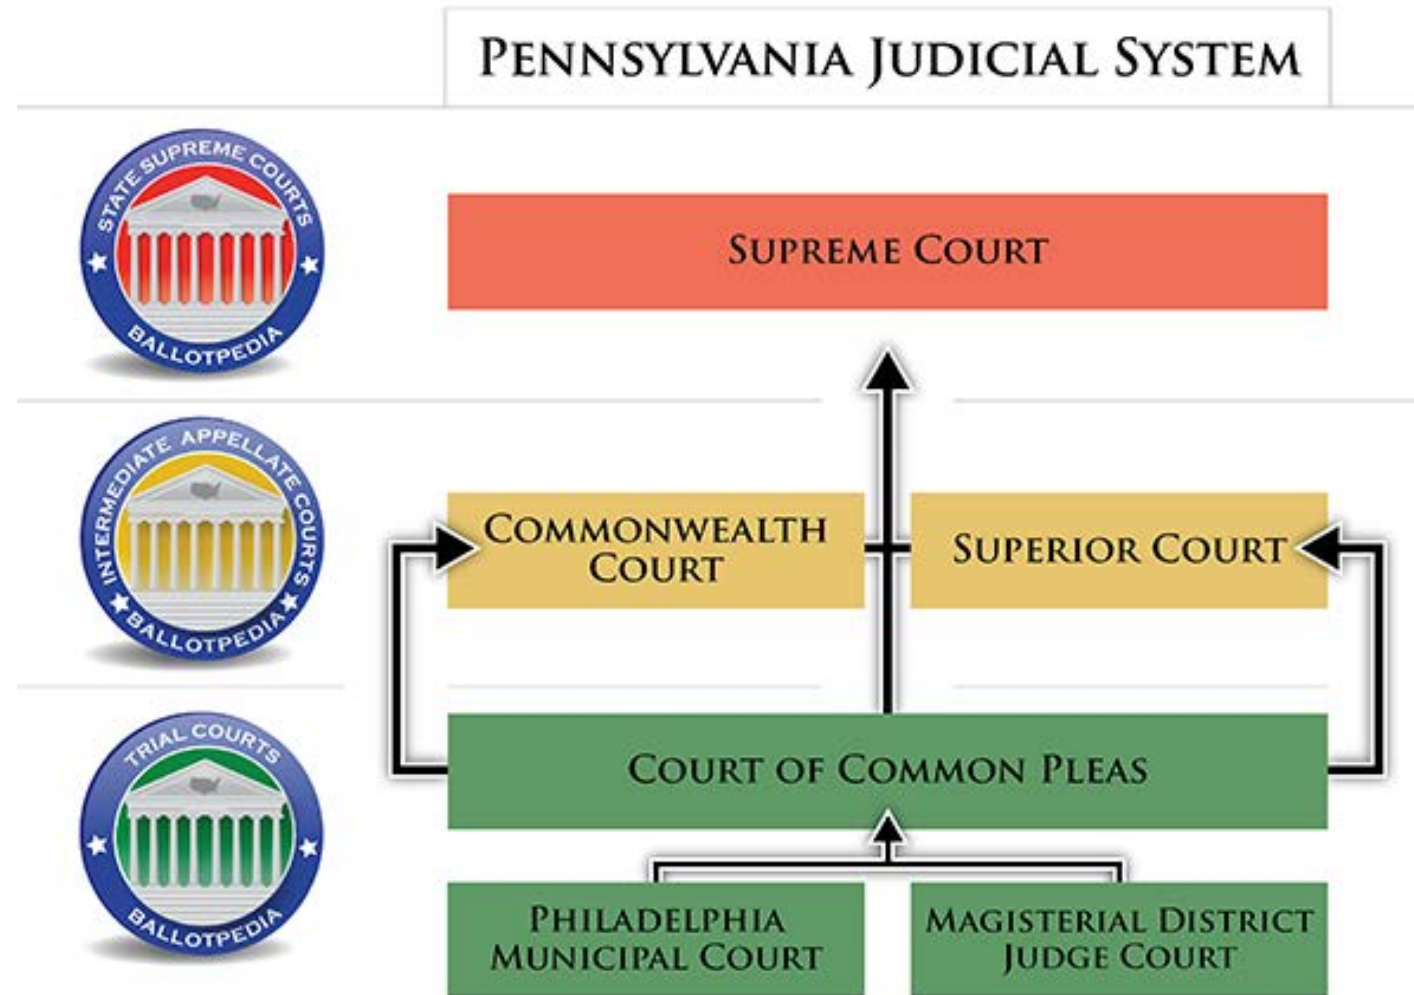 PENNSYLVANIA JUDICIAL SYSTEM
STATE SUPREME COURTS
BALLOTPEDIA
SUPREME COURT
INTERMEDIATE APPELLATE COURTS
BALLOTPEDIA
COMMONWEALTH
COURT
SUPERIOR COURT
TRIAL COURTS
BALLOTPEDIA
COURT OF COMMON PLEAS
PHILADELPHIA
MUNICIPAL COURT
MAGISTERIAL DISTRICT
JUDGE COURT